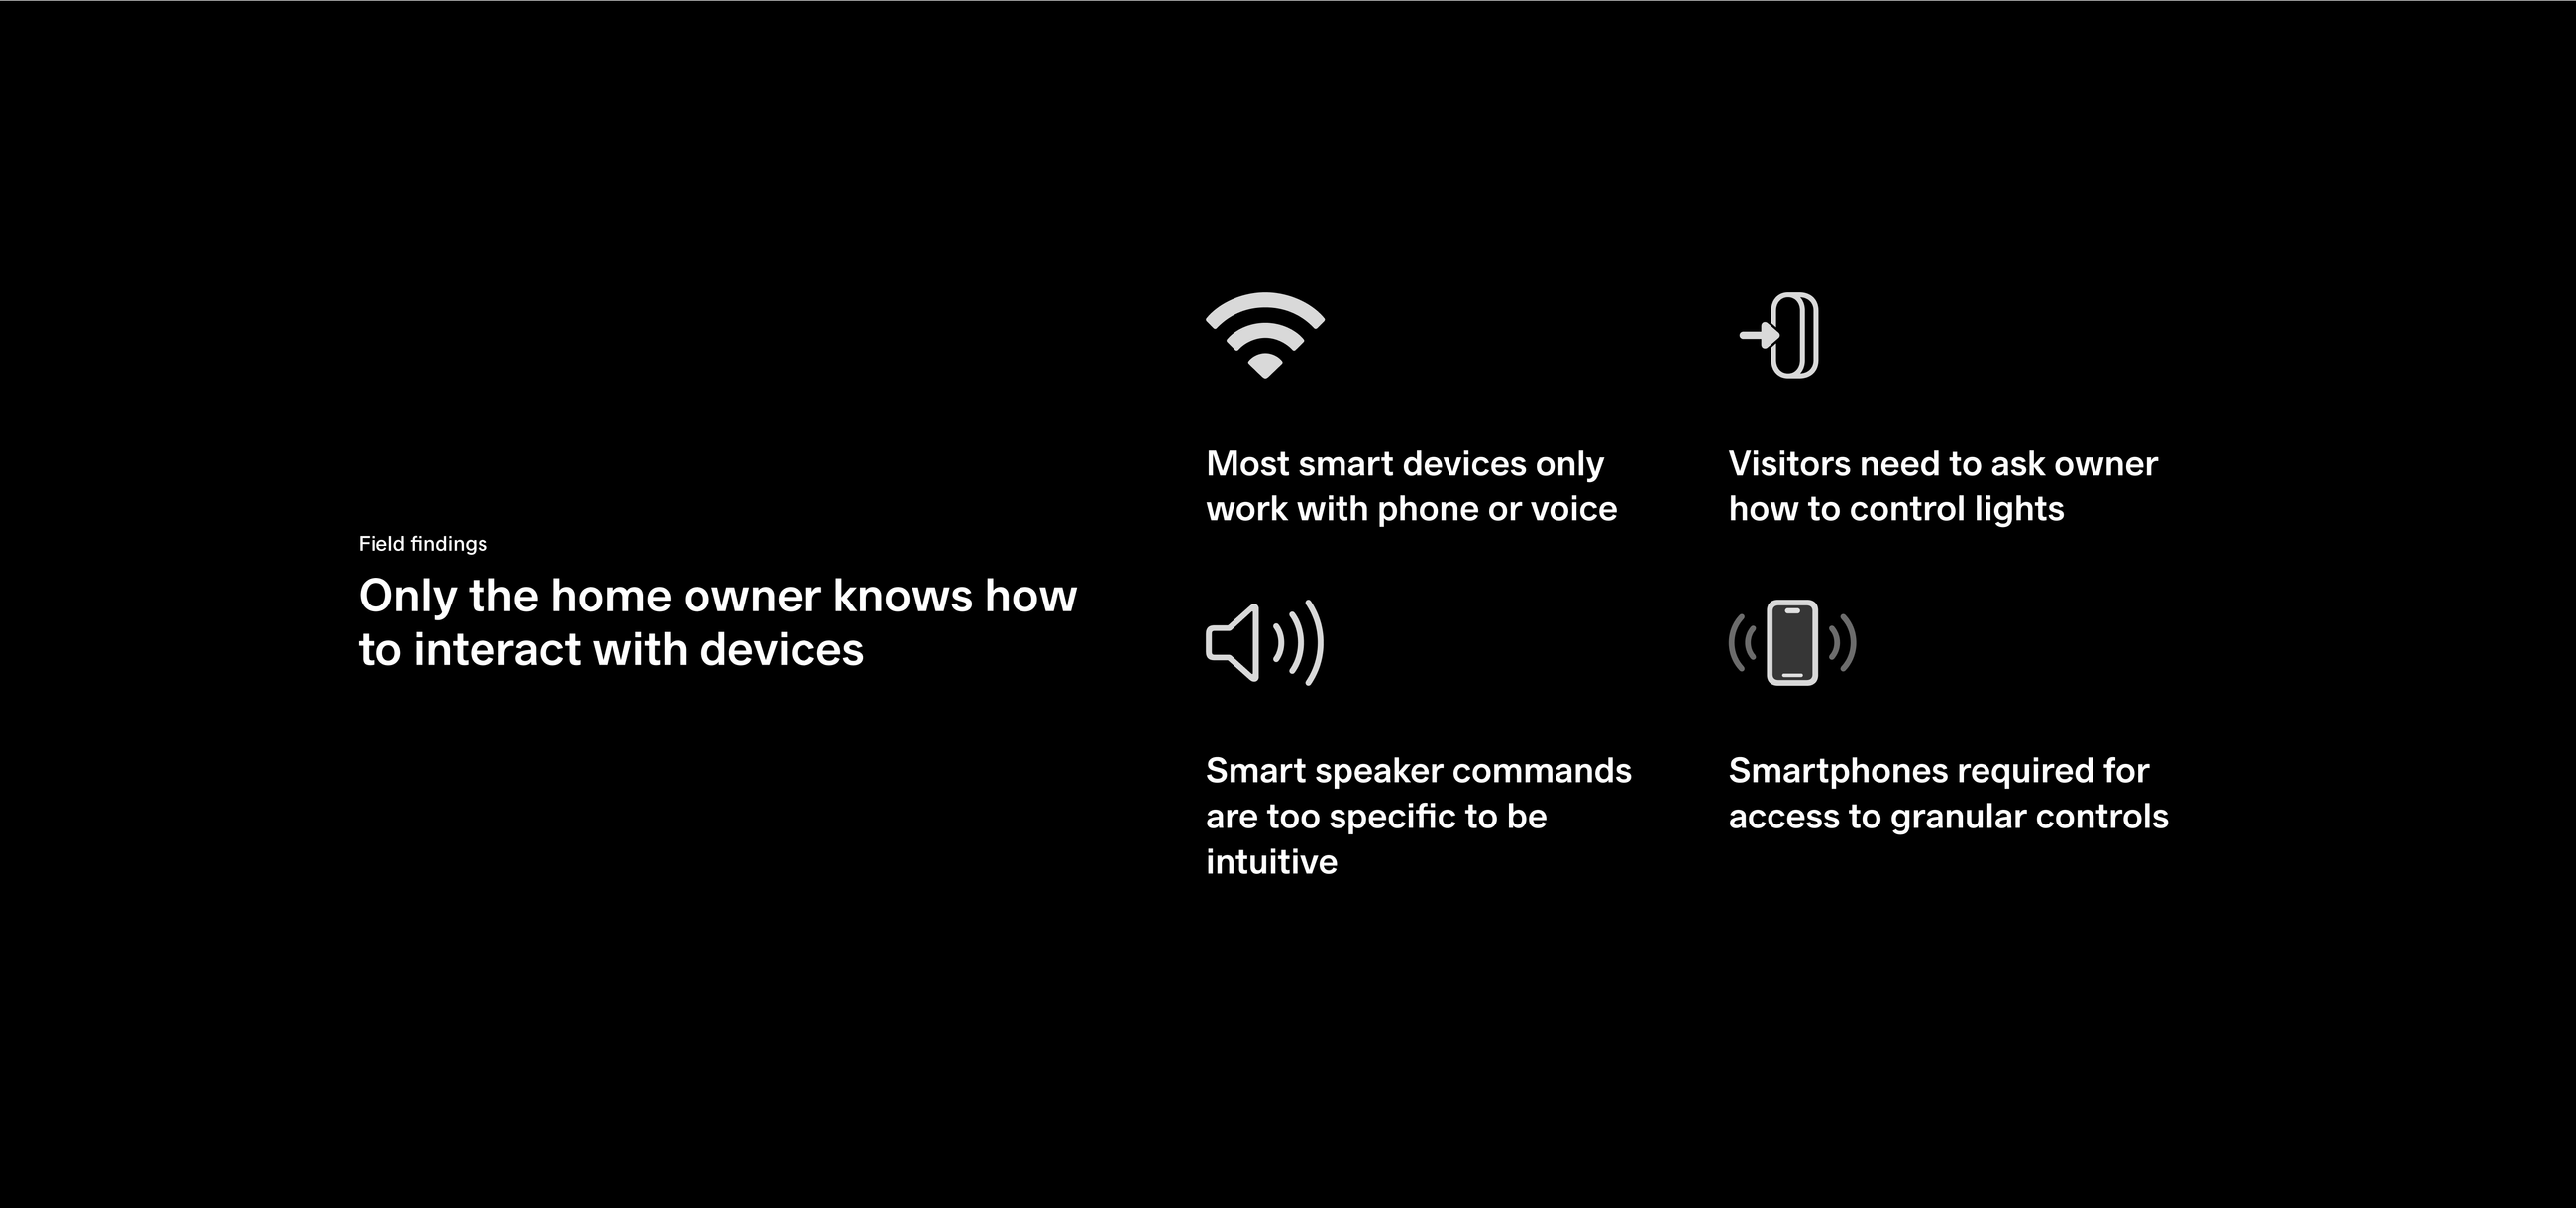 Field findings
Only the home owner knows how
to interact with devices
Most smart devices only
work with phone or voice
Visitors need to ask owner
how to control lights
Smart speaker commands
are too specific to be
intuitive
Smartphones required for
access to granular controls